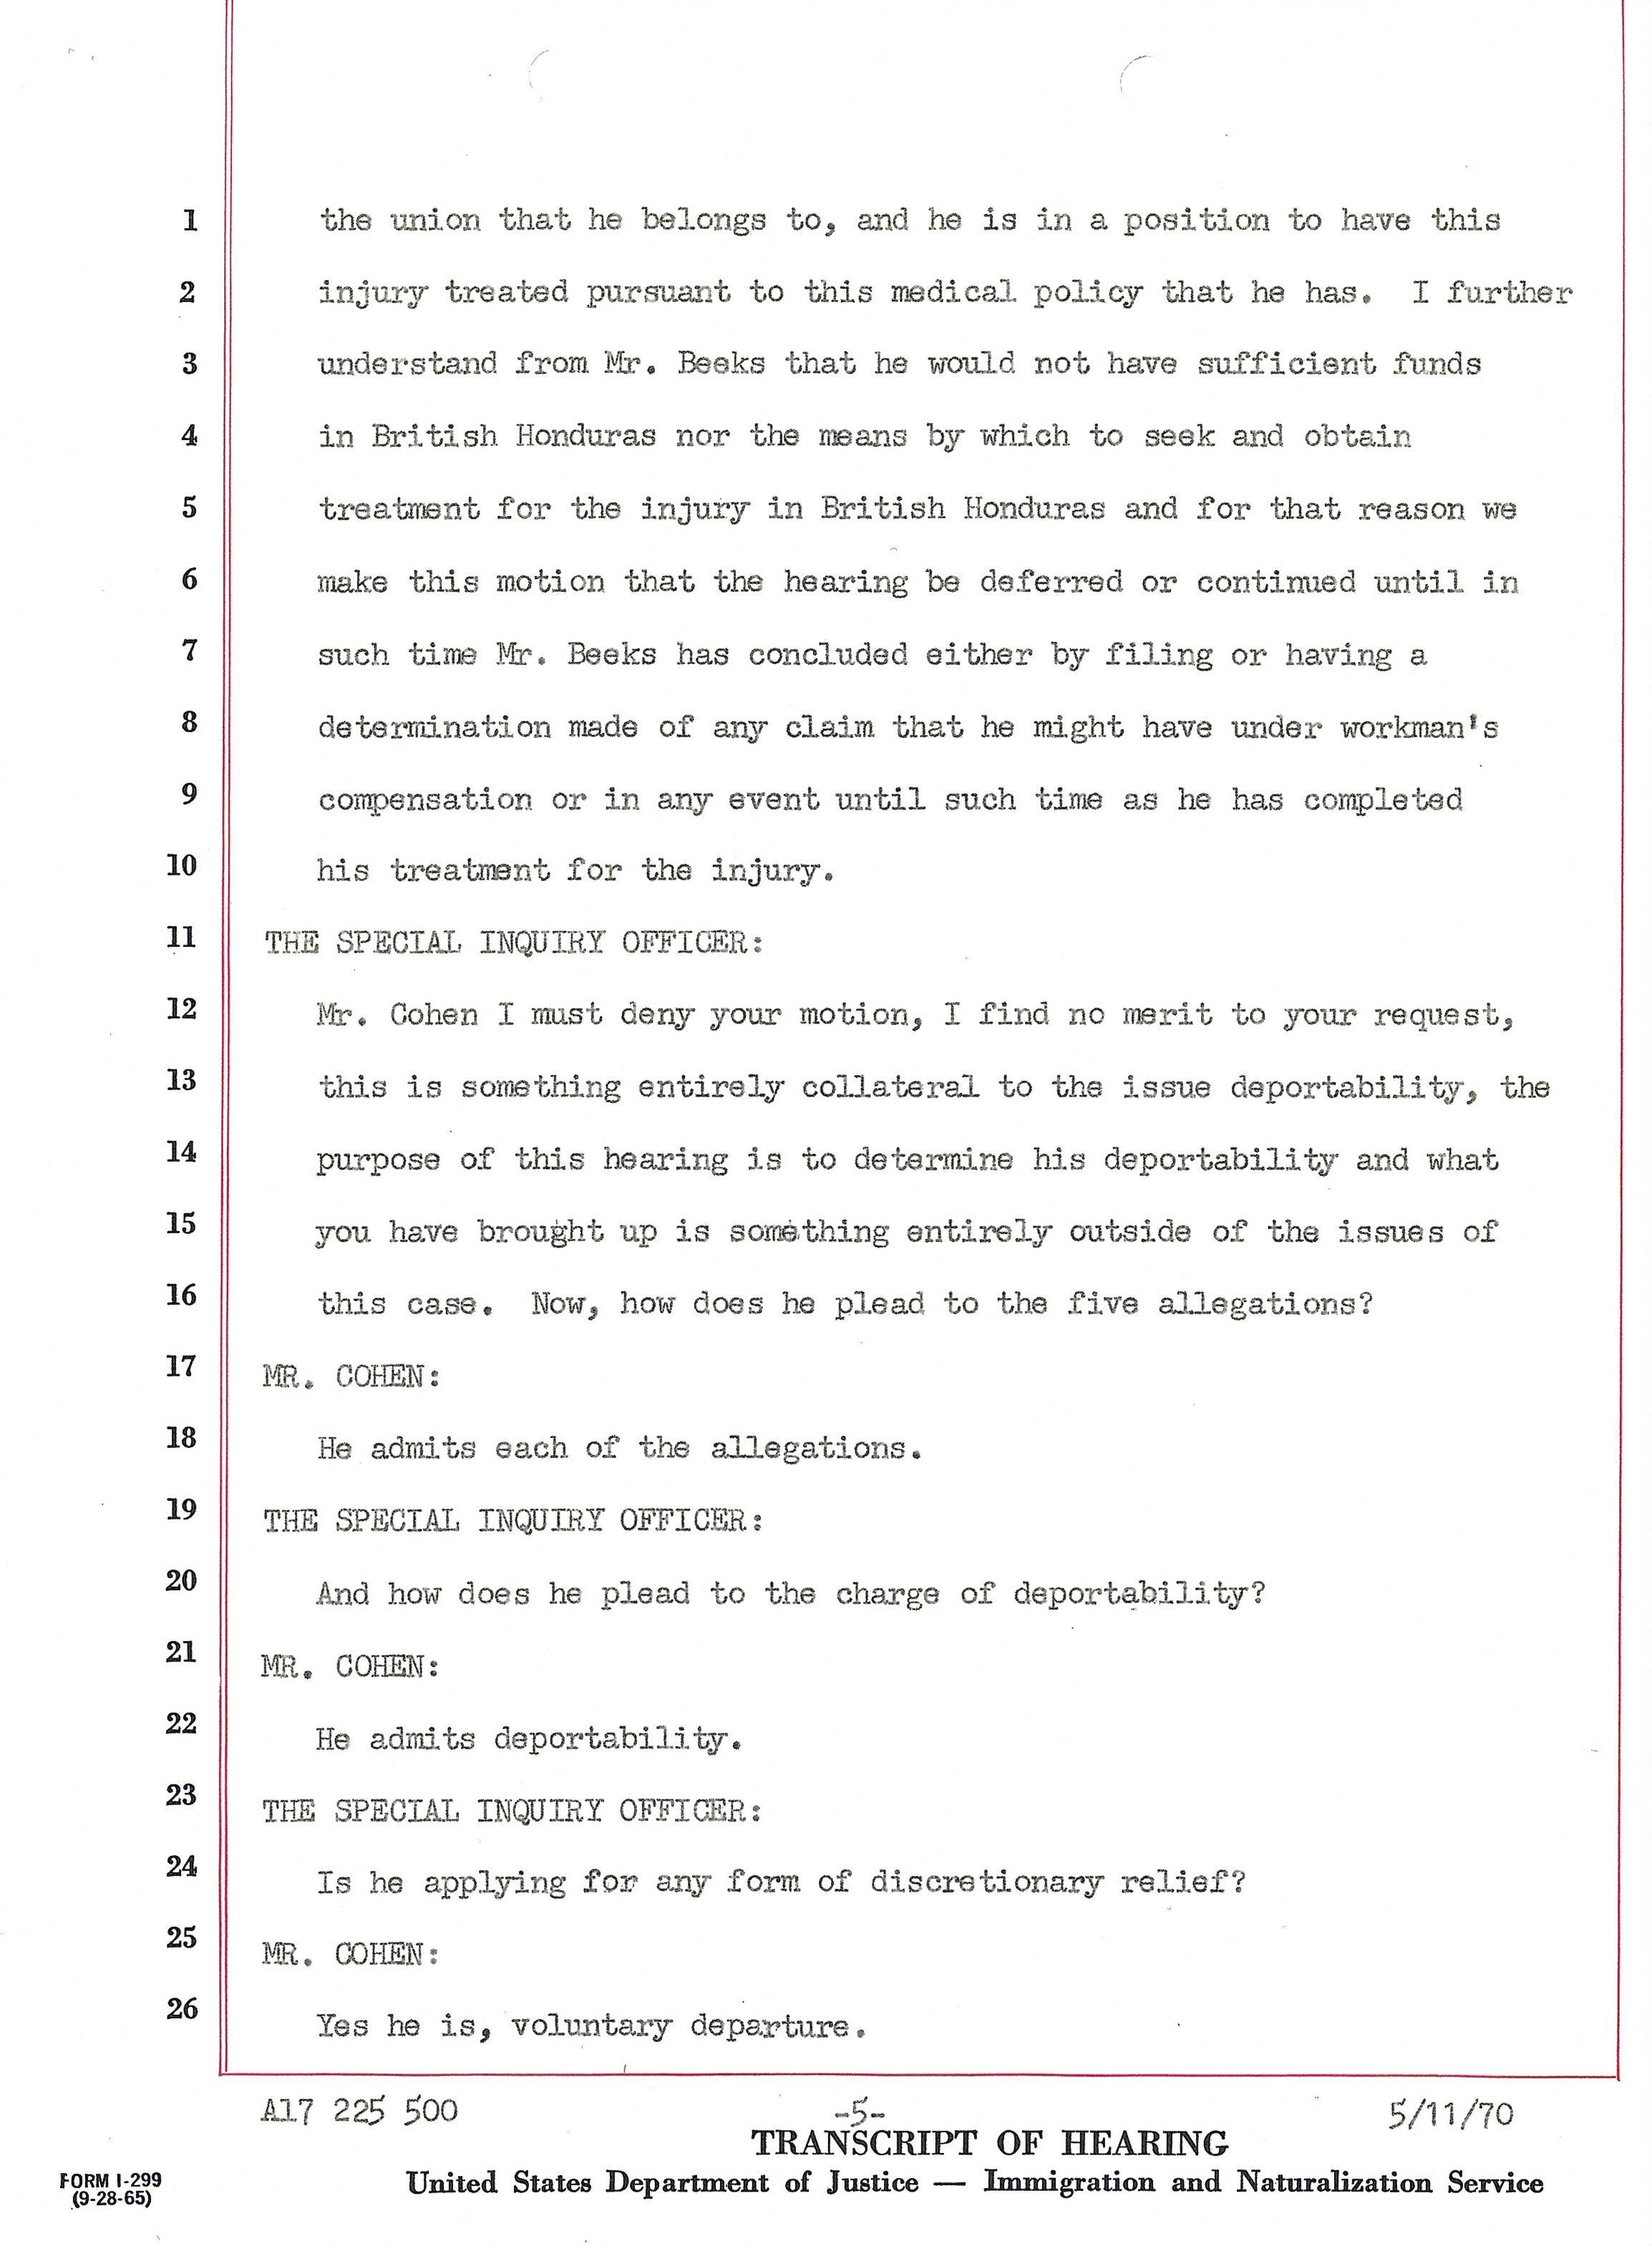 1 the union that he belongs to, and he is in a position to have this
2 injury treated pursuant to this medical policy that he has. I further
3 understand from Mr. Beeks that he would not have sufficient funds
4 in British Honduras nor the means by which to seek and obtain
5 treatment for the injury in British Honduras and for that reason we
6 make this motion that the hearing be deferred or continued until in
7 such time Mr. Beeks has concluded either by filing or having a
8 determination made of any claim that he might have under workman's
9 compensation or in any event until such time as he has completed
10 his treatment for the injury.
11 THE SPECIAL INQUIRY OFFICER:
12 Mr. Cohen I must deny your motion, I find no merit to your request,
13 this is something entirely collateral to the issue deportability, the
14 purpose of this hearing is to determine his deportability and what
15 you have brought up is something entirely outside of the issues of
16 this case. Now, how does he plead to the five allegations?
17 MR. COHEN:
18 He admits each of the allegations.
19 THE SPECIAL INQUIRY OFFICER:
20 And how does he plead to the charge of deportability?
21 MR. COHEN:
22 He admits deportability.
23 THE SPECIAL INQUIRY OFFICER:
24 Is he applying for any form of discretionary relief?
25 MR. COHEN:
26 Yes he is, voluntary departure.
A17 225 500 -5- 5/11/70
TRANSCRIPT OF HEARING
FORM I-299 United States Department of Justice — Immigration and Naturalization Service
(9-28-65)